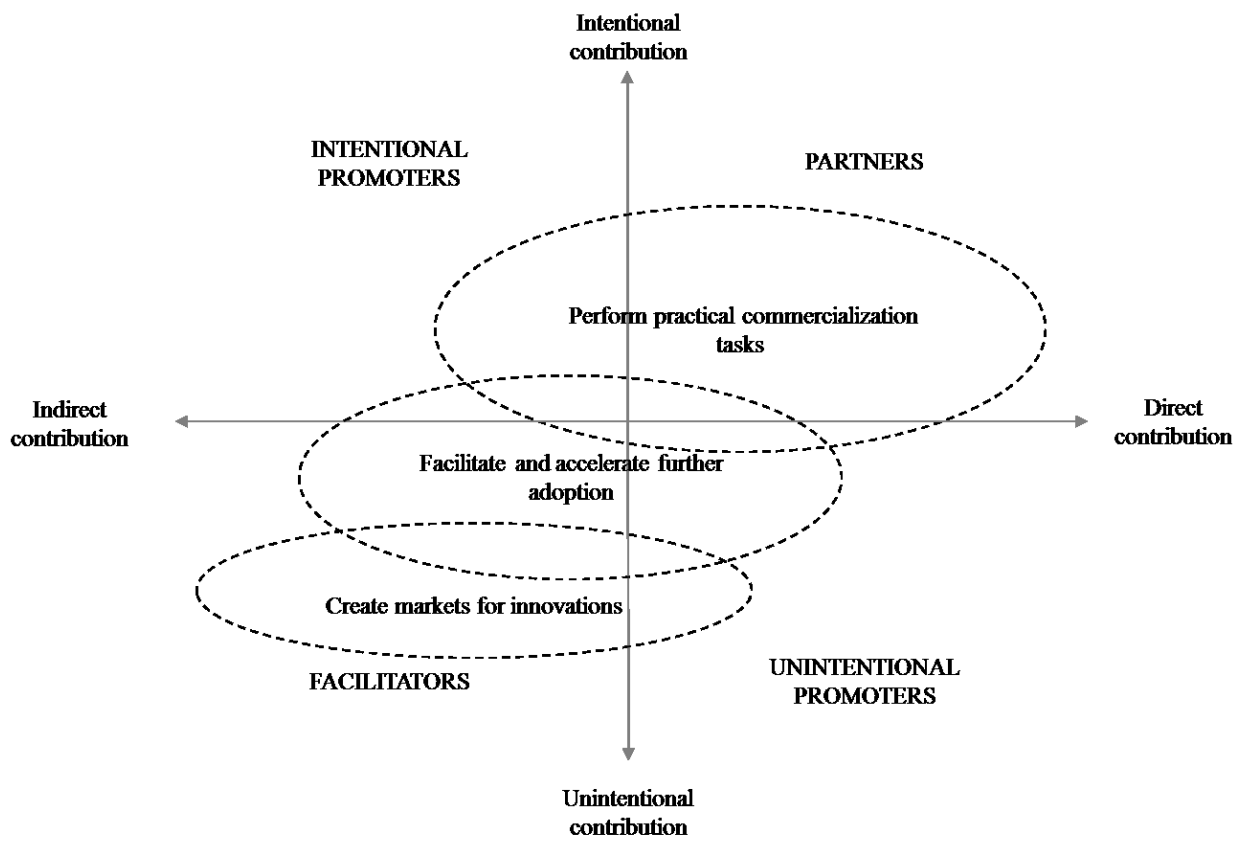 Intentional
contribution
INTENTIONAL
PROMOTERS
PARTNERS
Perform practical commercialization
tasks
Indirect
contribution
Direct
contribution
Facilitate and accelerate further
adoption
Create markets for innovations
FACILITATORS
UNINTENTIONAL
PROMOTERS
Unintentional
contribution